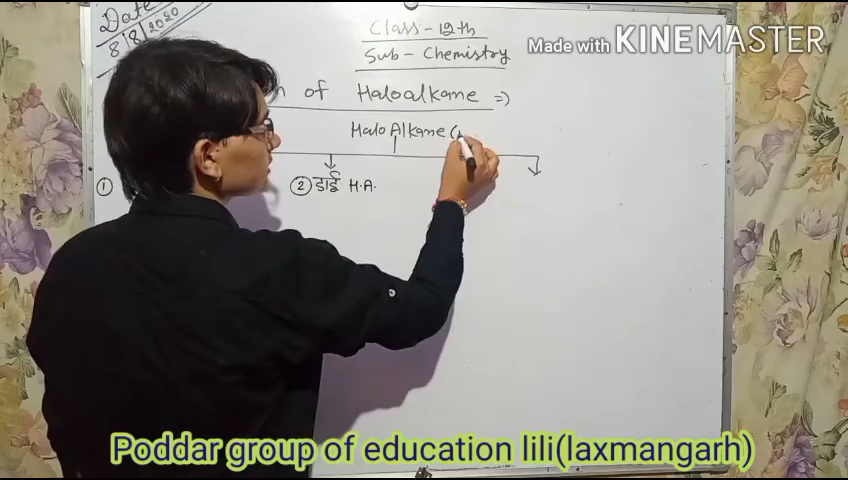 Date
8/8/2020
Class-12th
Sub-Chemistry
Made with KINEMASTER
of Haloalkane =>
Halo Alkane (
① ② डाई H.A.
Poddar group of education lili(laxmangarh)